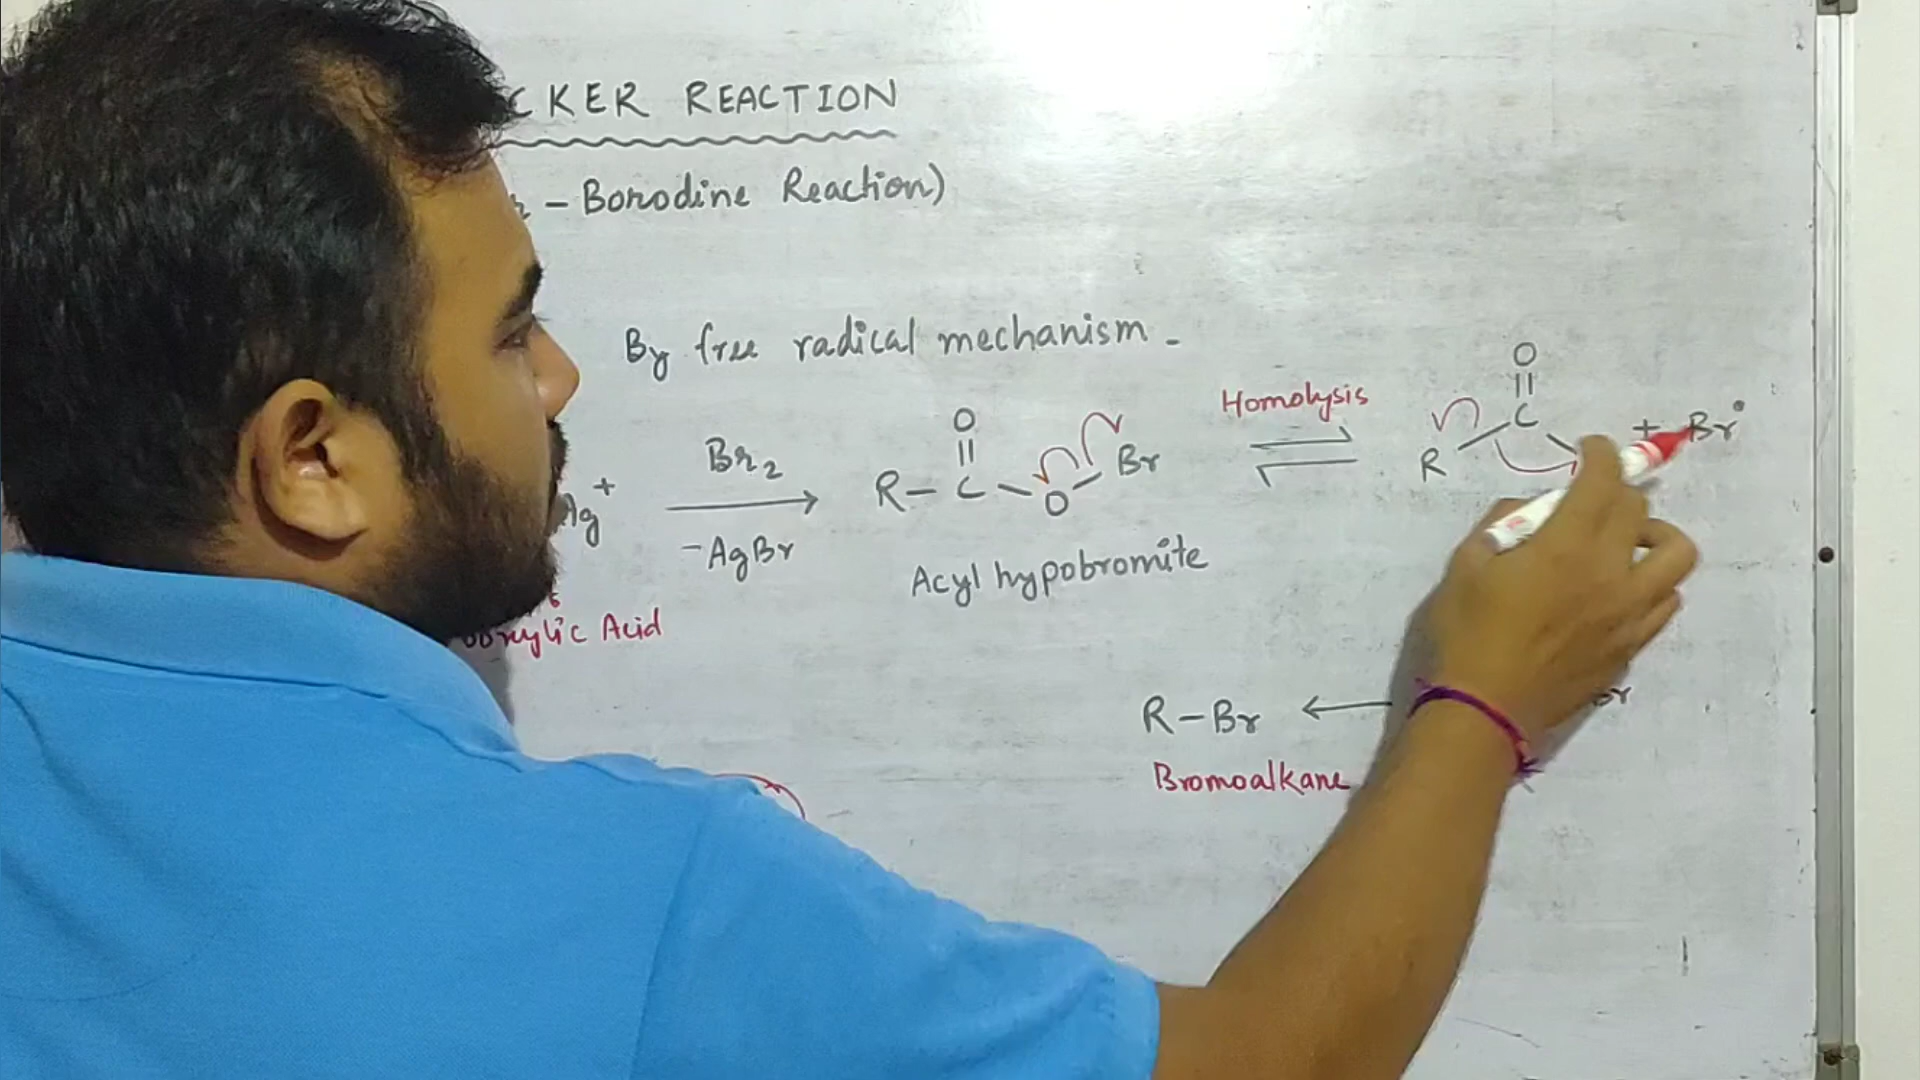 CKER REACTION
- Borodine Reaction)
By free radical mechanism -
O
||
C
R
+ Br•
Homolysis
Ag+
Br2
- AgBr
O
||
R - C - O - Br
Acyl hypobromite
Acid
R - Br ←
Bromoalkane